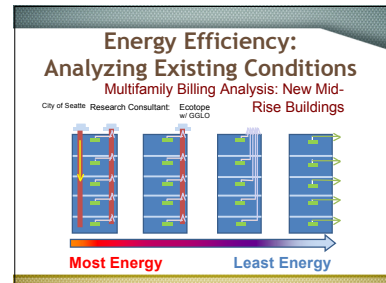 Energy Efficiency:
Analyzing Existing Conditions
Multifamily Billing Analysis: New Mid-
Rise Buildings
City of Seatte Research Consultant: Ecotope
w/ GGLO
Most Energy
Least Energy